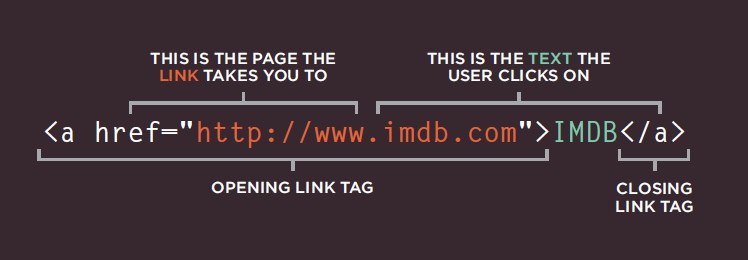 THIS IS THE PAGE THE
LINK TAKES YOU TO
THIS IS THE TEXT THE
USER CLICKS ON
<a href="http://www.imdb.com">IMDB</a>
OPENING LINK TAG
CLOSING
LINK TAG